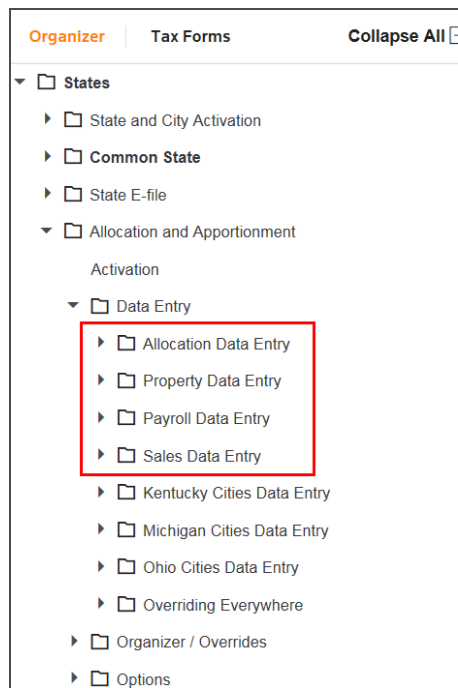 Organizer Tax Forms Collapse All
States
State and City Activation
Common State
State E-file
Allocation and Apportionment
Activation
Data Entry
Allocation Data Entry
Property Data Entry
Payroll Data Entry
Sales Data Entry
Kentucky Cities Data Entry
Michigan Cities Data Entry
Ohio Cities Data Entry
Overriding Everywhere
Organizer / Overrides
Options